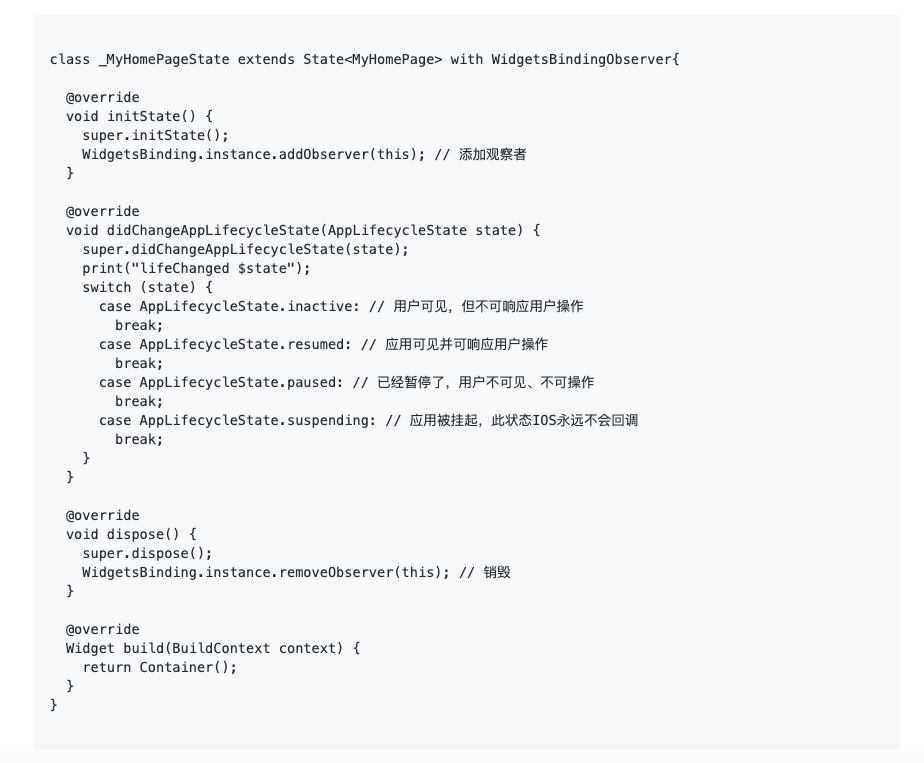 class _MyHomePageState extends State<MyHomePage> with WidgetsBindingObserver{
@override
void initState() {
super.initState();
WidgetsBinding.instance.addObserver(this); // 添加观察者
}
@override
void didChangeAppLifecycleState(AppLifecycleState state) {
super.didChangeAppLifecycleState(state);
print("lifeChanged $state");
switch (state) {
case AppLifecycleState.inactive: // 用户可见，但不可响应用户操作
break;
case AppLifecycleState.resumed: // 应用可见并可响应用户操作
break;
case AppLifecycleState.paused: // 已经暂停了，用户不可见、不可操作
break;
case AppLifecycleState.suspending: // 应用被挂起，此状态IOS永远不会回调
break;
}
}
@override
void dispose() {
super.dispose();
WidgetsBinding.instance.removeObserver(this); // 销毁
}
@override
Widget build(BuildContext context) {
return Container();
}
}